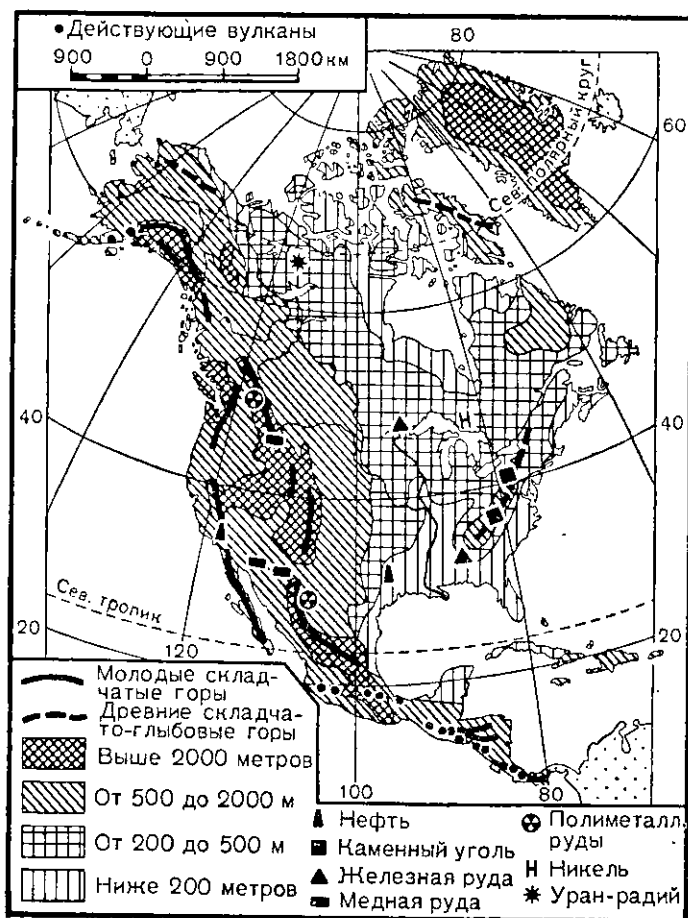 Действующие вулканы
900 0 900 1800 км
80
60
Сев. полярный круг
40
40
Н
Сев. тропик
20
120
20
100
80
Молодые склад-
чатые горы
Древние складча-
то-глыбовые горы
Выше 2000 метров
От 500 до 2000 м
От 200 до 500 м
Ниже 200 метров
Нефть
Каменный уголь
Железная руда
Медная руда
Полиметалл.
руды
Н Никель
Уран-радий